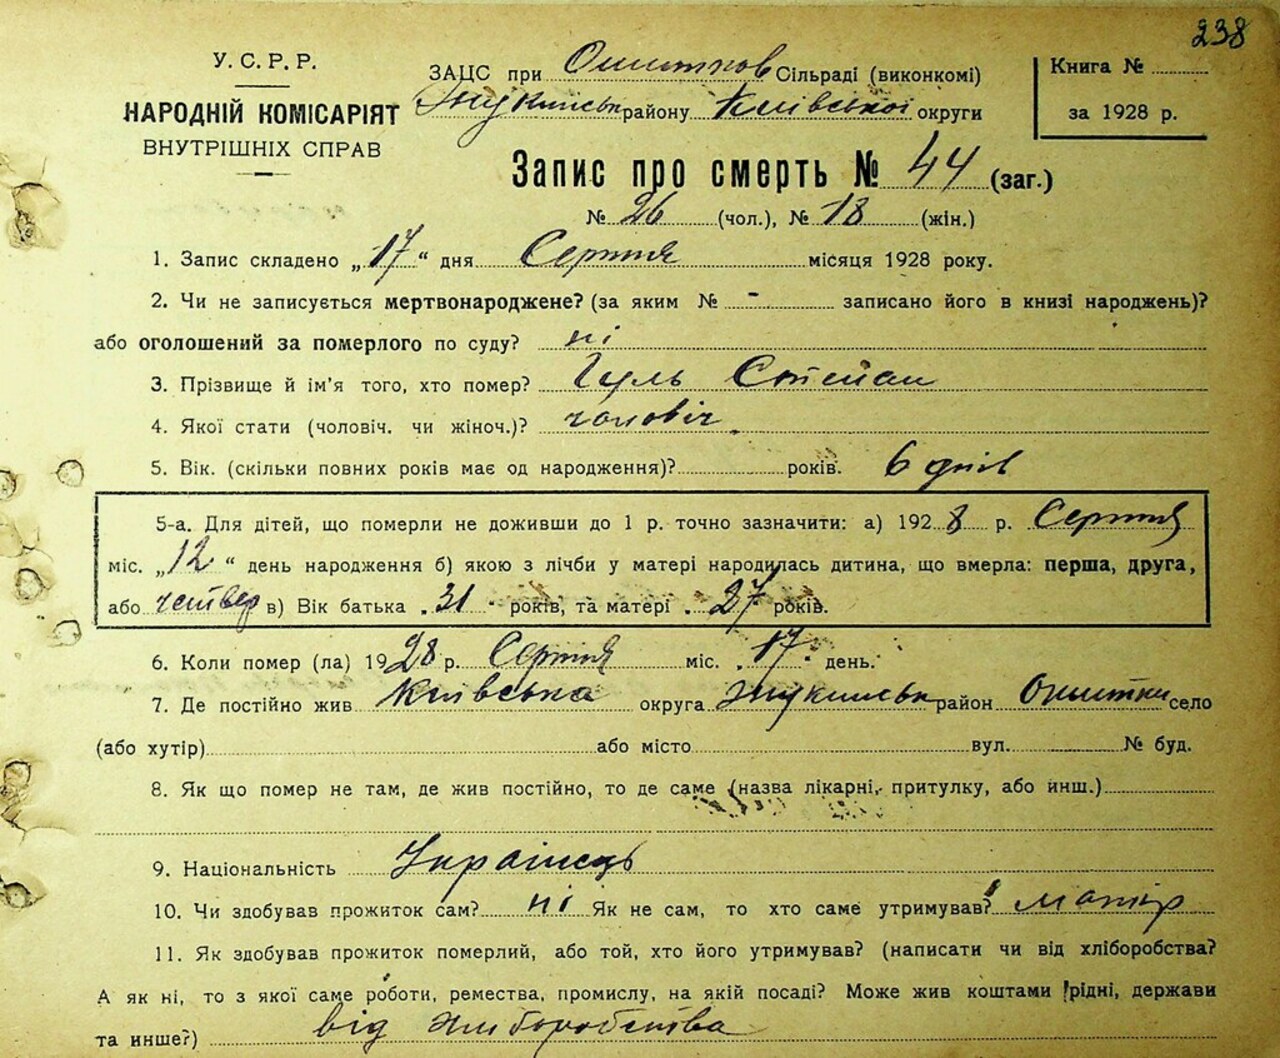 238
У. С. Р. Р.
НАРОДНІЙ КОМІСАРІЯТ
ВНУТРІШНІХ СПРАВ
ЗАЦС при Опитков Сільраді (виконкомі)
району Київської округи
Книга №
за 1928 р.
Запис про смерть № 44 (заг.)
№ 26 (чол.), № 18 (жін.)
1. Запис складено „17“ дня Серпня місяця 1928 року.
2. Чи не записується мертвонароджене? (за яким № - записано його в книзі народжень)?
або оголошений за померлого по суду? ні
3. Прізвище й ім'я того, хто помер? Гуль Степан
4. Якої стати (чоловіч. чи жіноч.)? чоловіч.
5. Вік. (скільки повних років має од народження)? років. 6 днів
5-а. Для дітей, що померли не доживши до 1 р. точно зазначити: а) 1928 р. Серпня
міс. „12“ день народження б) якою з лічби у матері народилась дитина, що вмерла: перша, друга,
або четвер в) Вік батька 31 років, та матері 27 років.
6. Коли помер (ла) 1928 р. Серпня міс. 17 день.
7. Де постійно жив Київська округа район село
(або хутір) або місто вул. № буд.
8. Як що помер не там, де жив постійно, то де саме (назва лікарні, притулку, або инш.)
9. Національність Українець
10. Чи здобував прожиток сам? ні Як не сам, то хто саме утримував? матір
11. Як здобував прожиток померлий, або той, хто його утримував? (написати чи від хліборобства?
А як ні, то з якої саме роботи, ремества, промислу, на якій посаді? Може жив коштами рідні, держави
та инше?) від хліборобства